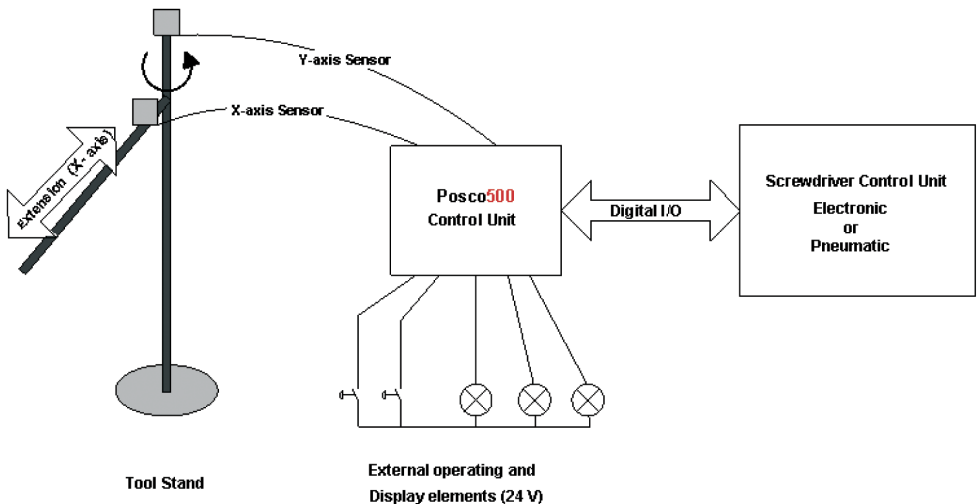 Y-axis Sensor
X-axis Sensor
Extension (X- axis)
Posco500
Control Unit
Digital I/O
Screwdriver Control Unit
Electronic
or
Pneumatic
Tool Stand
External operating and
Display elements (24 V)